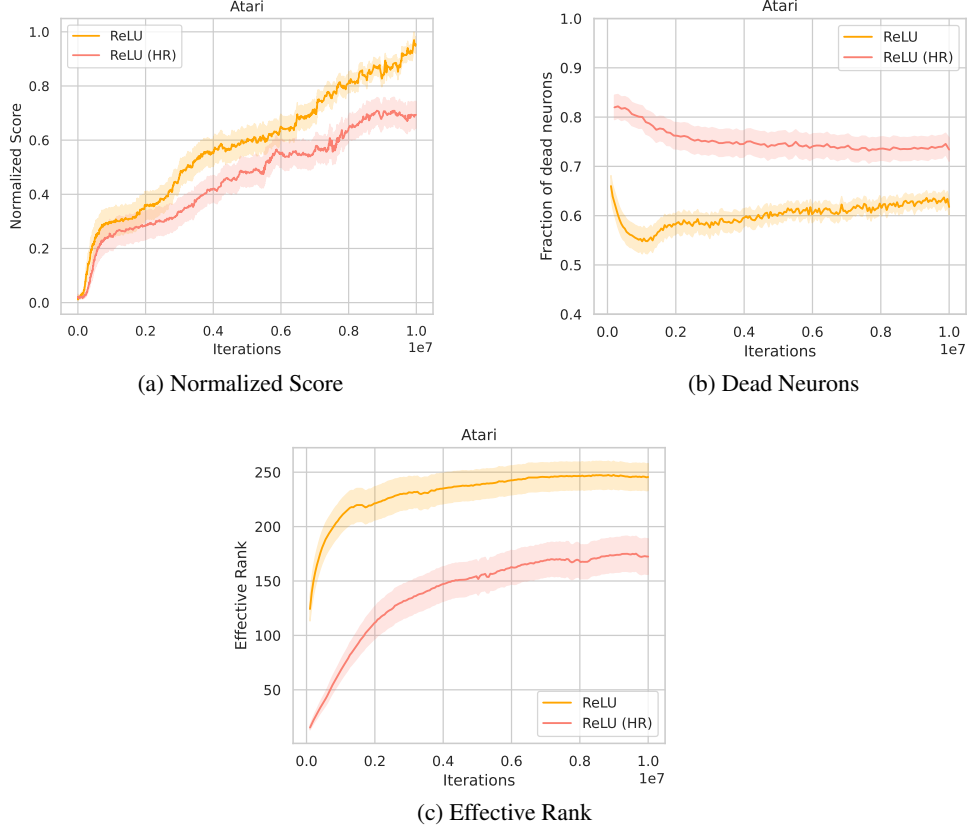 Atari
Normalized Score
1.0
0.8
0.6
0.4
0.2
0.0
ReLU
ReLU (HR)
0.0 0.2 0.4 0.6 0.8 1.0
1e7
Iterations
(a) Normalized Score
Atari
Fraction of dead neurons
1.0
0.9
0.8
0.7
0.6
0.5
0.4
ReLU
ReLU (HR)
0.0 0.2 0.4 0.6 0.8 1.0
1e7
Iterations
(b) Dead Neurons
Atari
Effective Rank
250
200
150
100
50
ReLU
ReLU (HR)
0.0 0.2 0.4 0.6 0.8 1.0
1e7
Iterations
(c) Effective Rank